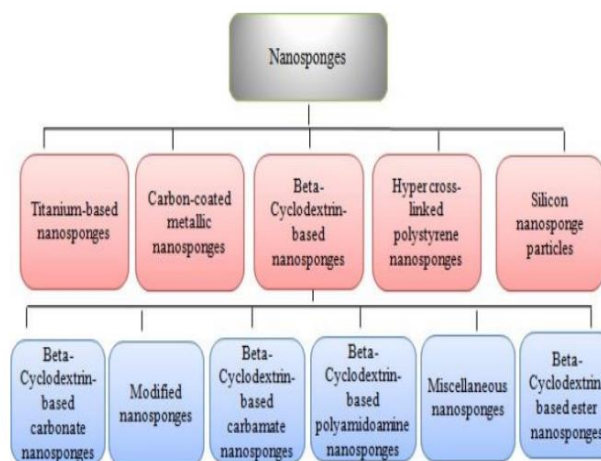 Nanosponges
Titanium-based
nanosponges
Carbon-coated
metallic
nanosponges
Beta-
Cyclodextrin-
based
nanosponges
Hyper cross-
linked
polystyrene
nanosponges
Silicon
nanosponge
particles
Beta-
Cyclodextrin-
based
carbonate
nanosponges
Modified
nanosponges
Beta-
Cyclodextrin-
based
carbamate
nanosponges
Beta-
Cyclodextrin-
based
polyamidoamine
nanosponges
Miscellaneous
nanosponges
Beta-
Cyclodextrin
based ester
nanosponges